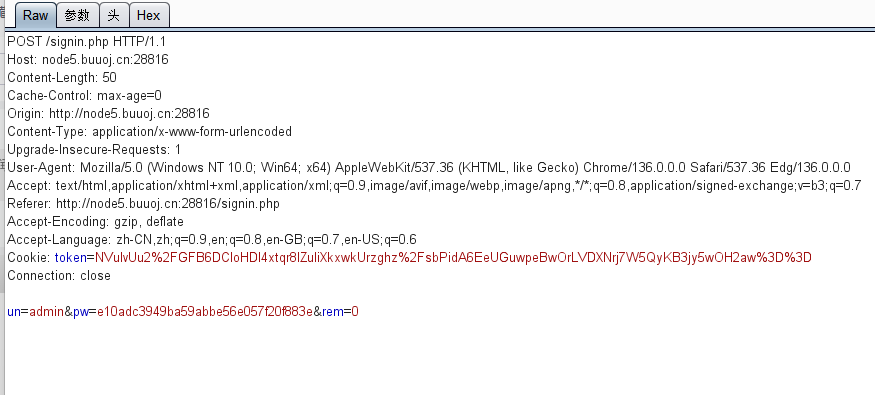 Raw 参数 头 Hex
POST /signin.php HTTP/1.1
Host: node5.buuoj.cn:28816
Content-Length: 50
Cache-Control: max-age=0
Origin: http://node5.buuoj.cn:28816
Content-Type: application/x-www-form-urlencoded
Upgrade-Insecure-Requests: 1
User-Agent: Mozilla/5.0 (Windows NT 10.0; Win64; x64) AppleWebKit/537.36 (KHTML, like Gecko) Chrome/136.0.0.0 Safari/537.36 Edg/136.0.0.0
Accept: text/html,application/xhtml+xml,application/xml;q=0.9,image/avif,image/webp,image/apng,*/*;q=0.8,application/signed-exchange;v=b3;q=0.7
Referer: http://node5.buuoj.cn:28816/signin.php
Accept-Encoding: gzip, deflate
Accept-Language: zh-CN,zh;q=0.9,en;q=0.8,en-GB;q=0.7,en-US;q=0.6
Cookie: token=NVulvUu2%2FGFB6DCloHDl4xtqr8lZuliXkxwkUrzghz%2FsbPidA6EeUGuwpeBwOrLVDXNrj7W5QyKB3jy5wOH2aw%3D%3D
Connection: close
un=admin&pw=e10adc3949ba59abbe56e057f20f883e&rem=0